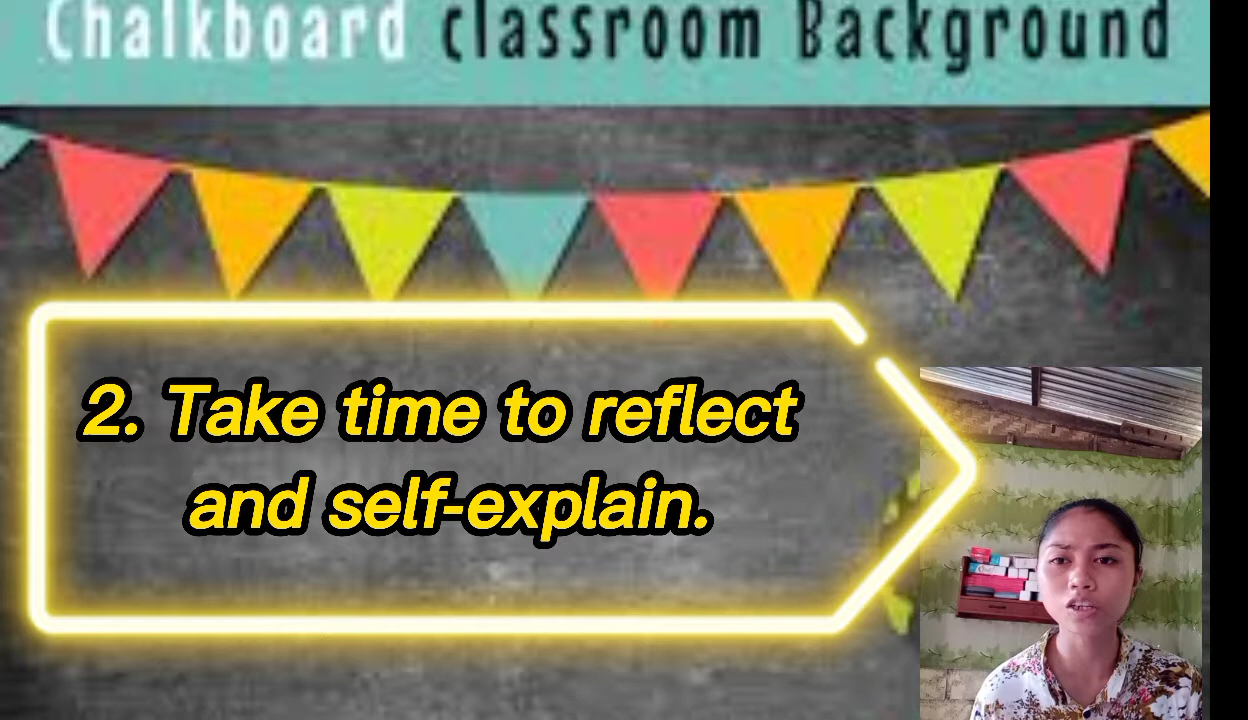 Chalkboard classroom Background
2. Take time to reflect
and self-explain.